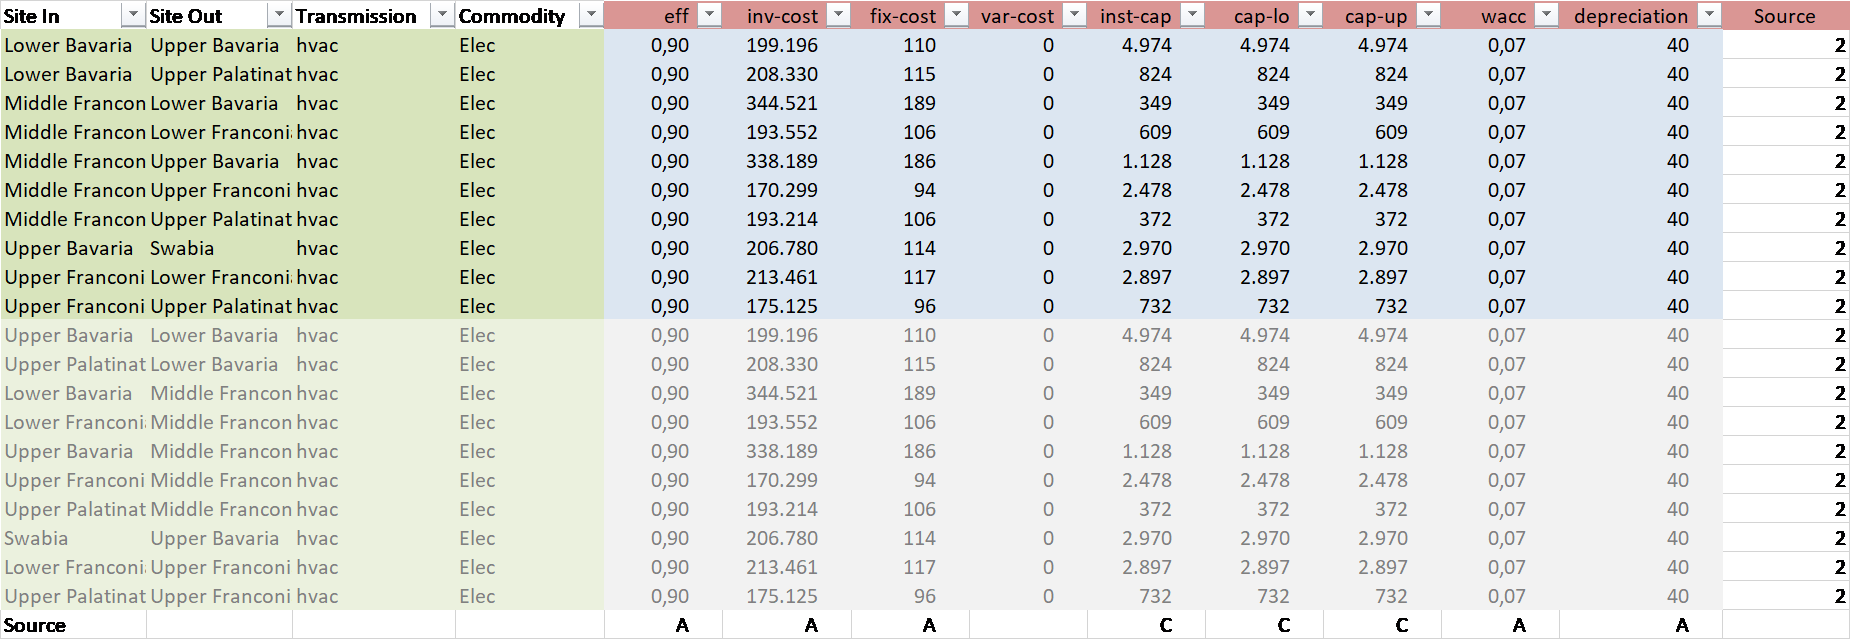 Site In Site Out Transmission Commodity eff inv-cost fix-cost var-cost inst-cap cap-lo cap-up wacc depreciation Source
Lower Bavaria Upper Bavaria hvac Elec 0,90 199.196 110 0 4.974 4.974 4.974 0,07 40 2
Lower Bavaria Upper Palatinat hvac Elec 0,90 208.330 115 0 824 824 824 0,07 40 2
Middle Francon Lower Bavaria hvac Elec 0,90 344.521 189 0 349 349 349 0,07 40 2
Middle Francon Lower Franconi hvac Elec 0,90 193.552 106 0 609 609 609 0,07 40 2
Middle Francon Upper Bavaria hvac Elec 0,90 338.189 186 0 1.128 1.128 1.128 0,07 40 2
Middle Francon Upper Franconi hvac Elec 0,90 170.299 94 0 2.478 2.478 2.478 0,07 40 2
Middle Francon Upper Palatinat hvac Elec 0,90 193.214 106 0 372 372 372 0,07 40 2
Upper Bavaria Swabia hvac Elec 0,90 206.780 114 0 2.970 2.970 2.970 0,07 40 2
Upper Franconi Lower Franconi hvac Elec 0,90 213.461 117 0 2.897 2.897 2.897 0,07 40 2
Upper Franconi Upper Palatinat hvac Elec 0,90 175.125 96 0 732 732 732 0,07 40 2
Upper Bavaria Lower Bavaria hvac Elec 0,90 199.196 110 0 4.974 4.974 4.974 0,07 40 2
Upper Palatinat Lower Bavaria hvac Elec 0,90 208.330 115 0 824 824 824 0,07 40 2
Lower Bavaria Middle Francon hvac Elec 0,90 344.521 189 0 349 349 349 0,07 40 2
Lower Franconi Middle Francon hvac Elec 0,90 193.552 106 0 609 609 609 0,07 40 2
Upper Bavaria Middle Francon hvac Elec 0,90 338.189 186 0 1.128 1.128 1.128 0,07 40 2
Upper Franconi Middle Francon hvac Elec 0,90 170.299 94 0 2.478 2.478 2.478 0,07 40 2
Upper Palatinat Middle Francon hvac Elec 0,90 193.214 106 0 372 372 372 0,07 40 2
Swabia Upper Bavaria hvac Elec 0,90 206.780 114 0 2.970 2.970 2.970 0,07 40 2
Lower Franconi Upper Franconi hvac Elec 0,90 213.461 117 0 2.897 2.897 2.897 0,07 40 2
Upper Palatinat Upper Franconi hvac Elec 0,90 175.125 96 0 732 732 732 0,07 40 2
Source A A A C C C A A